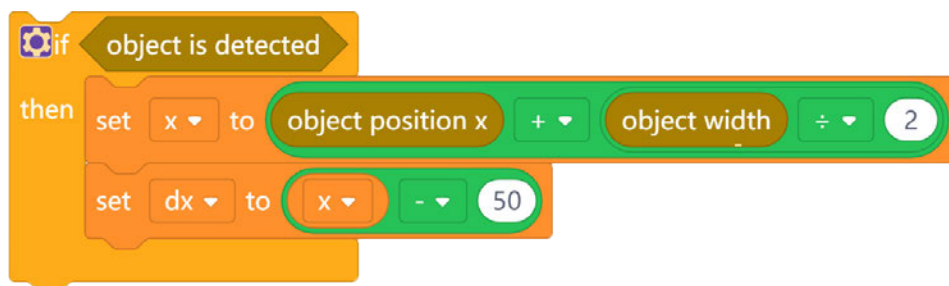 if object is detected
then set x to object position x + object width ÷ 2
set dx to x - 50